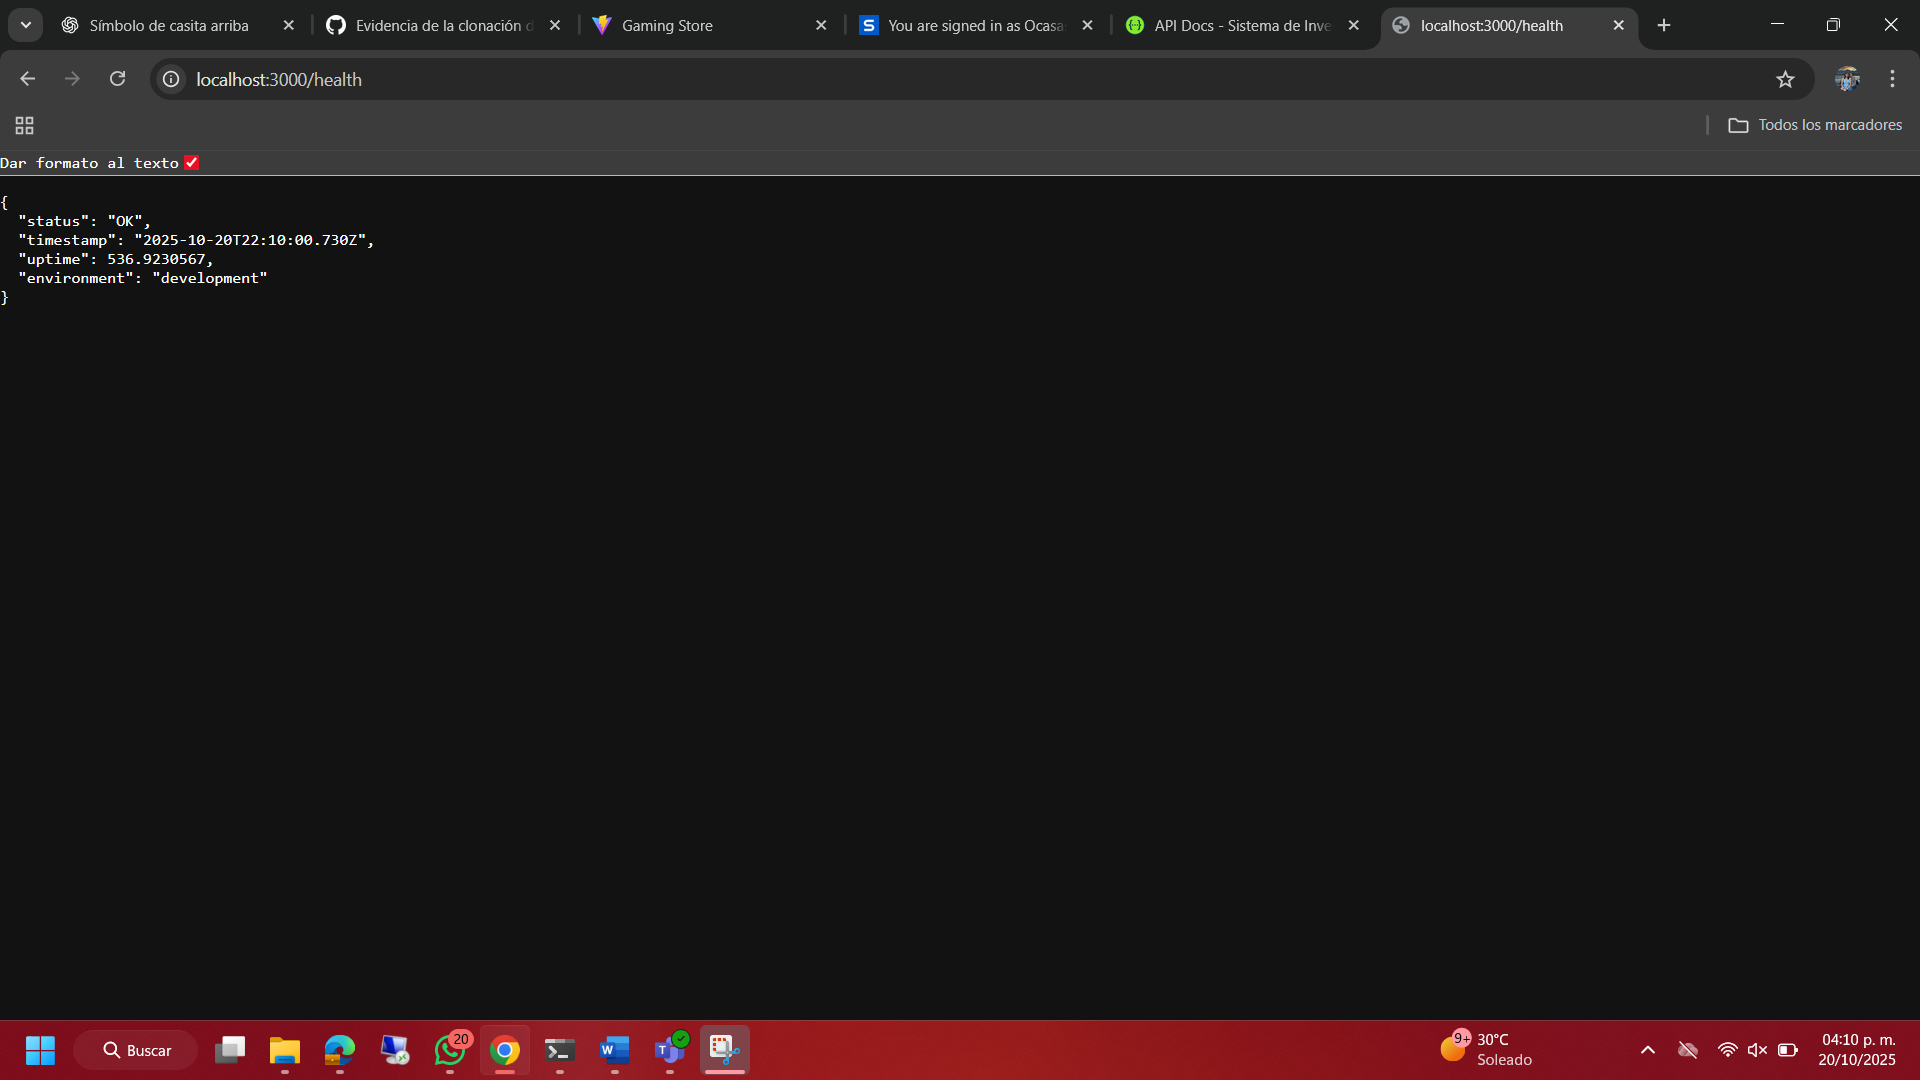 Símbolo de casita arriba
Evidencia de la clonación d
Gaming Store
You are signed in as Ocasa
API Docs - Sistema de Inve
localhost:3000/health
localhost:3000/health
Todos los marcadores
Dar formato al texto
{
  "status": "OK",
  "timestamp": "2025-10-20T22:10:00.730Z",
  "uptime": 536.9230567,
  "environment": "development"
}
Buscar
20
9+
30°C
Soleado
04:10 p. m.
20/10/2025